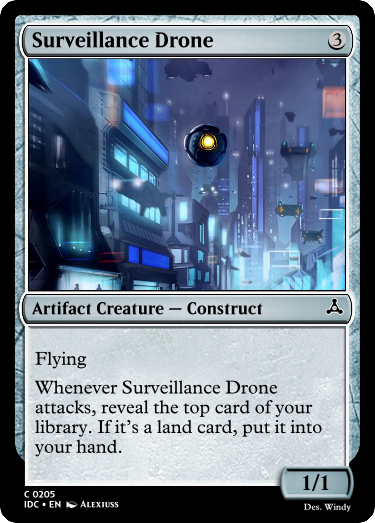 Surveillance Drone 3
Artifact Creature — Construct
Flying
Whenever Surveillance Drone
attacks, reveal the top card of your
library. If it's a land card, put it into
your hand.
1/1
C 0205
IDC • EN Alexiuss
Des. Windy